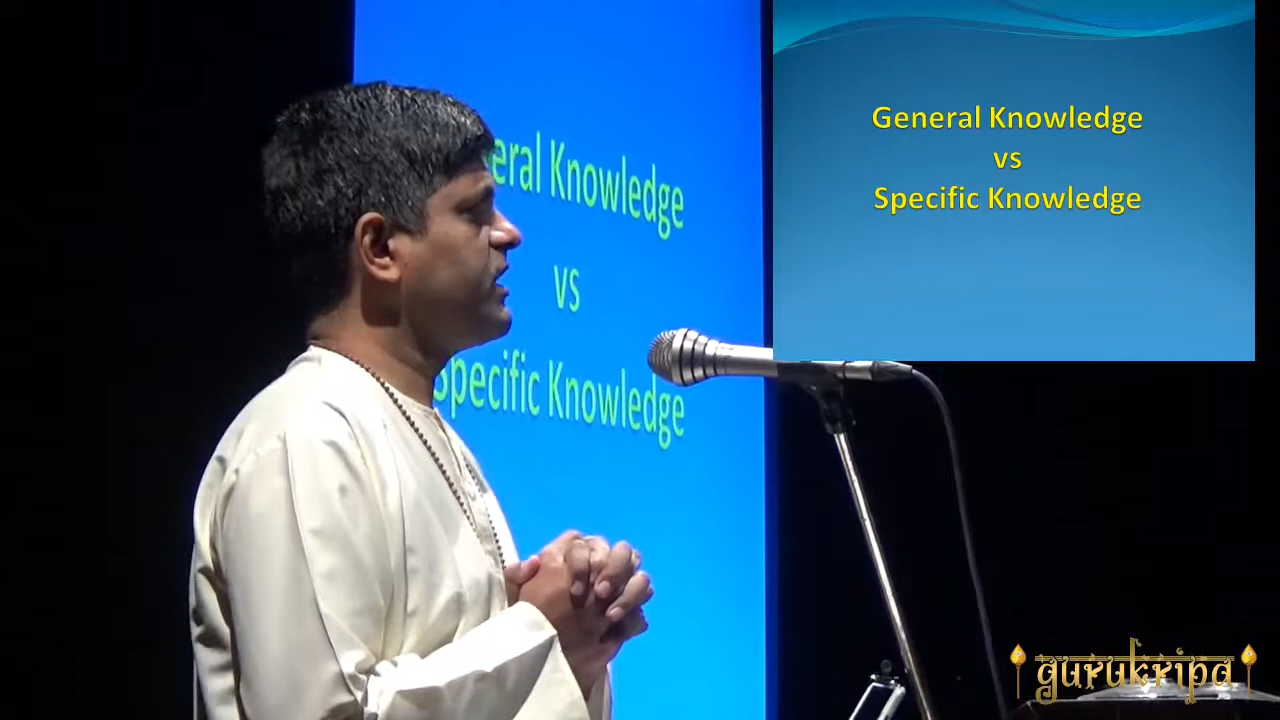 General Knowledge
vs
Specific Knowledge
eral Knowledge
vs
Specific Knowledge
gurukripa